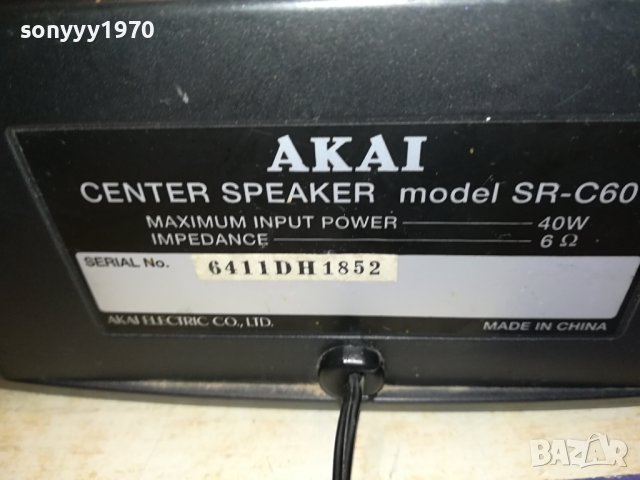 sonyyy1970
AKAI
CENTER SPEAKER model SR-C60
MAXIMUM INPUT POWER 40W
IMPEDANCE 6 Ω
SERIAL No. 6411DH1852
AKAI ELECTRIC CO., LTD. MADE IN CHINA
BAZAR